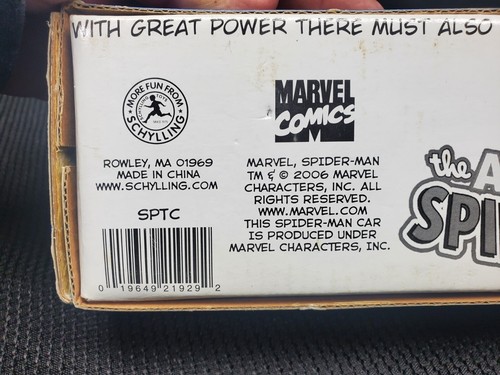 WITH GREAT POWER THERE MUST ALSO
MORE FUN FROM
SCHYLLING
ROWLEY, MA 01969
MADE IN CHINA
WWW.SCHYLLING.COM
SPTC
0 19649 21929 2
MARVEL
COMICS
M
MARVEL, SPIDER-MAN
TM & © 2006 MARVEL
CHARACTERS, INC. ALL
RIGHTS RESERVED.
WWW.MARVEL.COM
THIS SPIDER-MAN CAR
IS PRODUCED UNDER
MARVEL CHARACTERS, INC.
the A
SPI